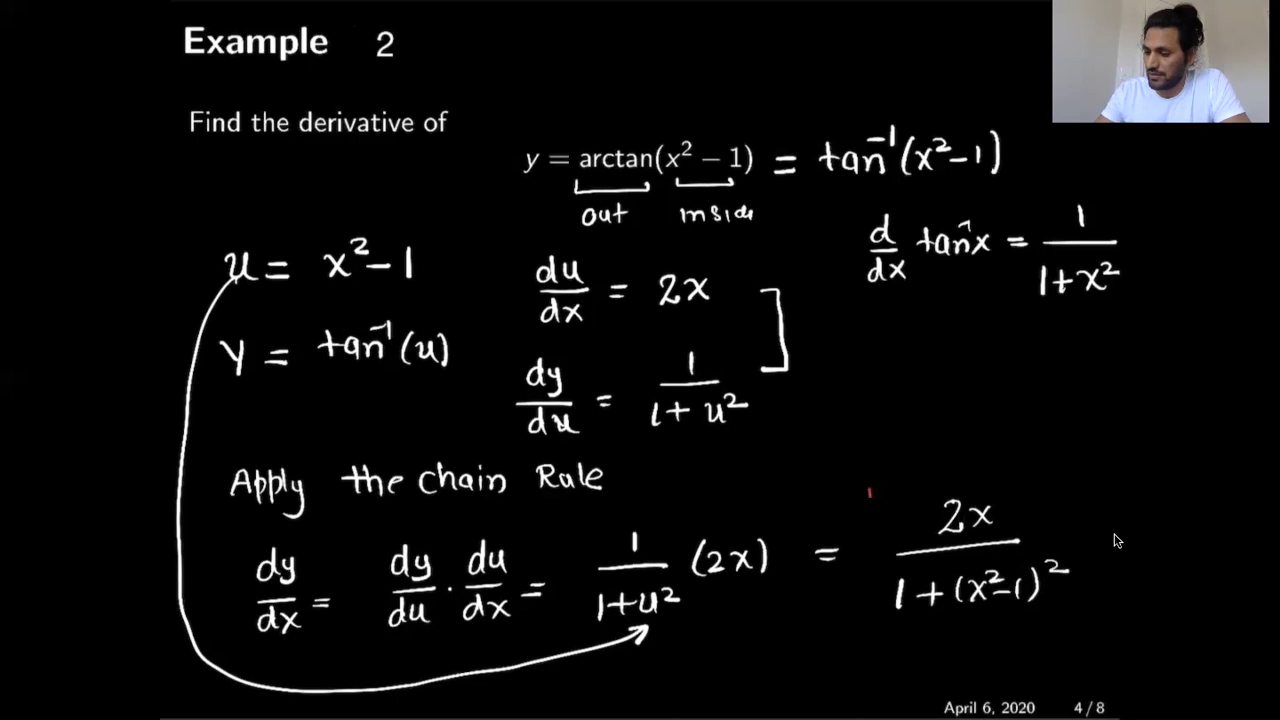 Example 2
Find the derivative of
y = arctan(x² − 1) = tan⁻¹(x²−1)
out inside
d/dx tan⁻¹x = 1/(1+x²)
u = x²−1
du/dx = 2x
y = tan⁻¹(u)
dy/du = 1/(1+u²)
Apply the chain Rule
dy/dx = dy/du · du/dx = 1/(1+u²) (2x) = 2x/(1+(x²−1)²)
April 6, 2020 4 / 8